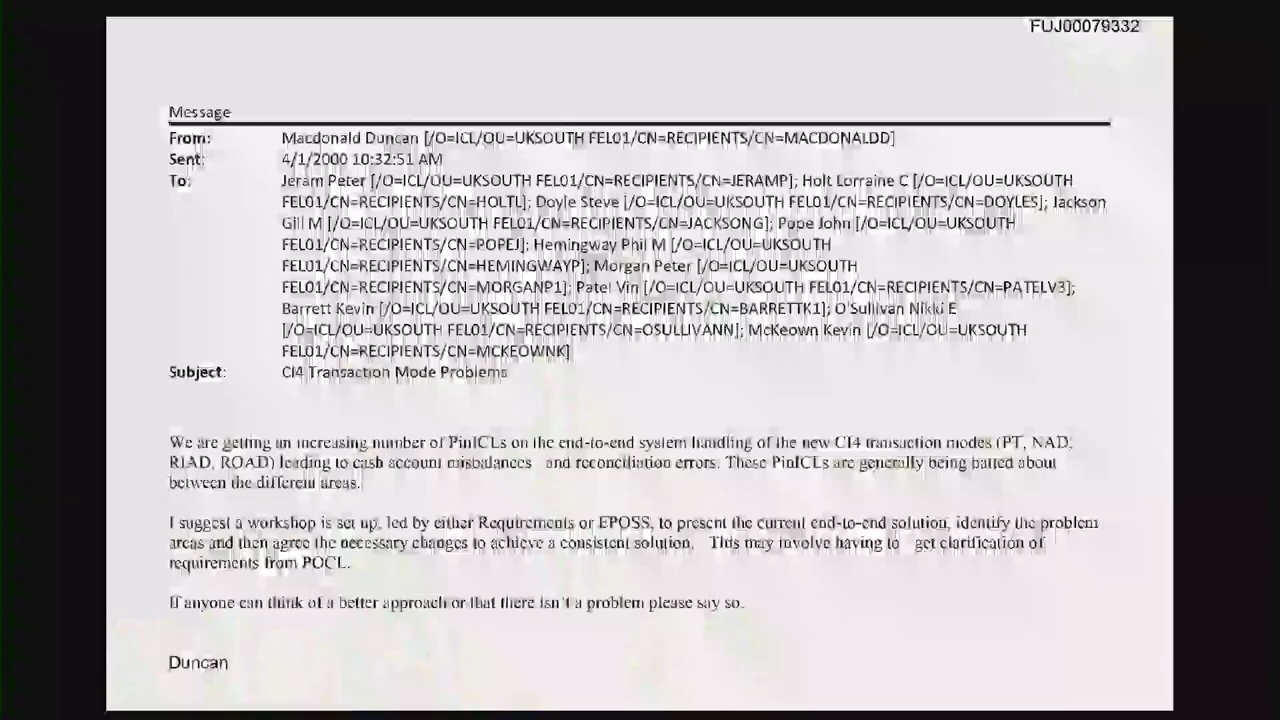 FUJ00079332
Message
From: Macdonald Duncan [/O=ICL/OU=UKSOUTH FEL01/CN=RECIPIENTS/CN=MACDONALDD]
Sent: 4/1/2000 10:32:51 AM
To: Jeram Peter [/O=ICL/OU=UKSOUTH FEL01/CN=RECIPIENTS/CN=JERAMP]; Holt Lorraine C [/O=ICL/OU=UKSOUTH
FEL01/CN=RECIPIENTS/CN=HOLTL]; Doyle Steve [/O=ICL/OU=UKSOUTH FEL01/CN=RECIPIENTS/CN=DOYLES]; Jackson
Gill M [/O=ICL/OU=UKSOUTH FEL01/CN=RECIPIENTS/CN=JACKSONG]; Pope John [/O=ICL/OU=UKSOUTH
FEL01/CN=RECIPIENTS/CN=POPEJ]; Hemingway Phil M [/O=ICL/OU=UKSOUTH
FEL01/CN=RECIPIENTS/CN=HEMINGWAYP]; Morgan Peter [/O=ICL/OU=UKSOUTH
FEL01/CN=RECIPIENTS/CN=MORGANP1]; Patel Vin [/O=ICL/OU=UKSOUTH FEL01/CN=RECIPIENTS/CN=PATELV3];
Barrett Kevin [/O=ICL/OU=UKSOUTH FEL01/CN=RECIPIENTS/CN=BARRETTK1]; O'Sullivan Nikki E
[/O=ICL/OU=UKSOUTH FEL01/CN=RECIPIENTS/CN=OSULLIVANN]; McKeown Kevin [/O=ICL/OU=UKSOUTH
FEL01/CN=RECIPIENTS/CN=MCKEOWNK]
Subject: CI4 Transaction Mode Problems
We are getting an increasing number of PinICLs on the end-to-end system handling of the new CI4 transaction modes (PT, NAD,
RIAD, ROAD) leading to cash account misbalances and reconciliation errors. These PinICLs are generally being batted about
between the different areas.
I suggest a workshop is set up, led by either Requirements or EPOSS, to present the current end-to-end solution, identify the problem
areas and then agree the necessary changes to achieve a consistent solution. This may involve having to get clarification of
requirements from POCL.
If anyone can think of a better approach or that there isn't a problem please say so.
Duncan